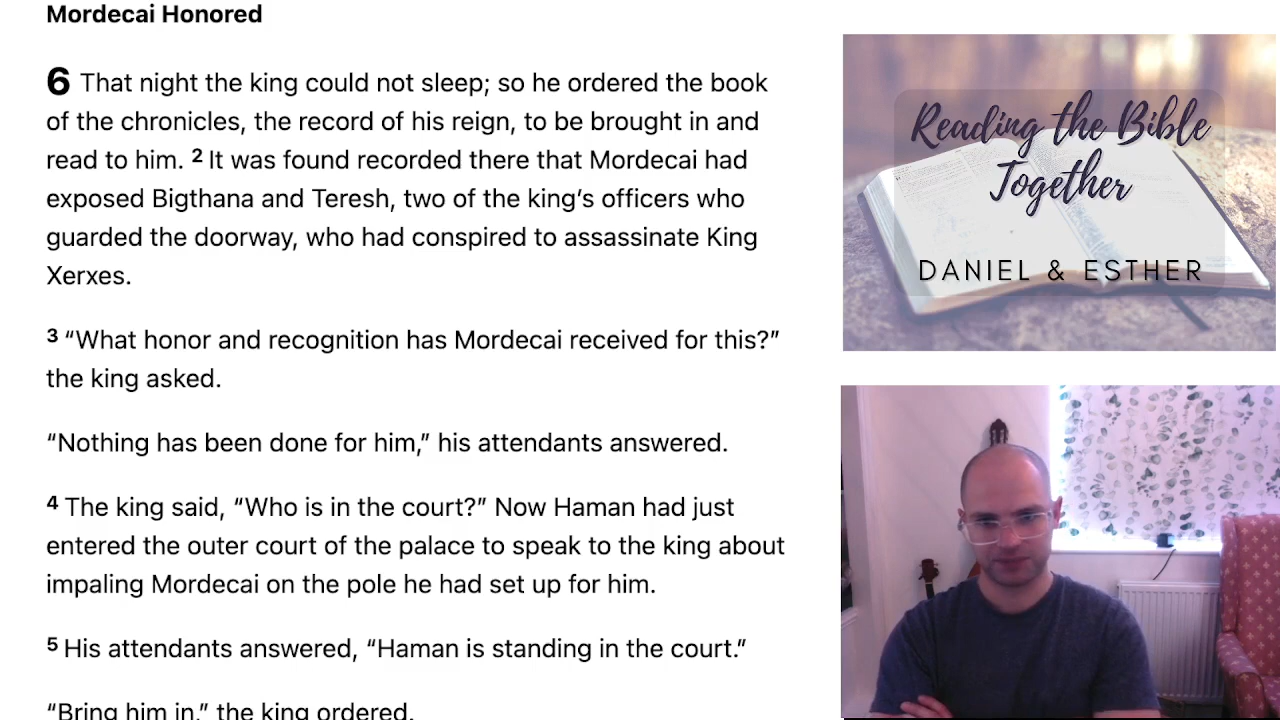 Mordecai Honored
6 That night the king could not sleep; so he ordered the book
of the chronicles, the record of his reign, to be brought in and
read to him. 2 It was found recorded there that Mordecai had
exposed Bigthana and Teresh, two of the king’s officers who
guarded the doorway, who had conspired to assassinate King
Xerxes.
3 “What honor and recognition has Mordecai received for this?”
the king asked.
“Nothing has been done for him,” his attendants answered.
4 The king said, “Who is in the court?” Now Haman had just
entered the outer court of the palace to speak to the king about
impaling Mordecai on the pole he had set up for him.
5 His attendants answered, “Haman is standing in the court.”
“Bring him in,” the king ordered.
Reading the Bible
Together
DANIEL & ESTHER